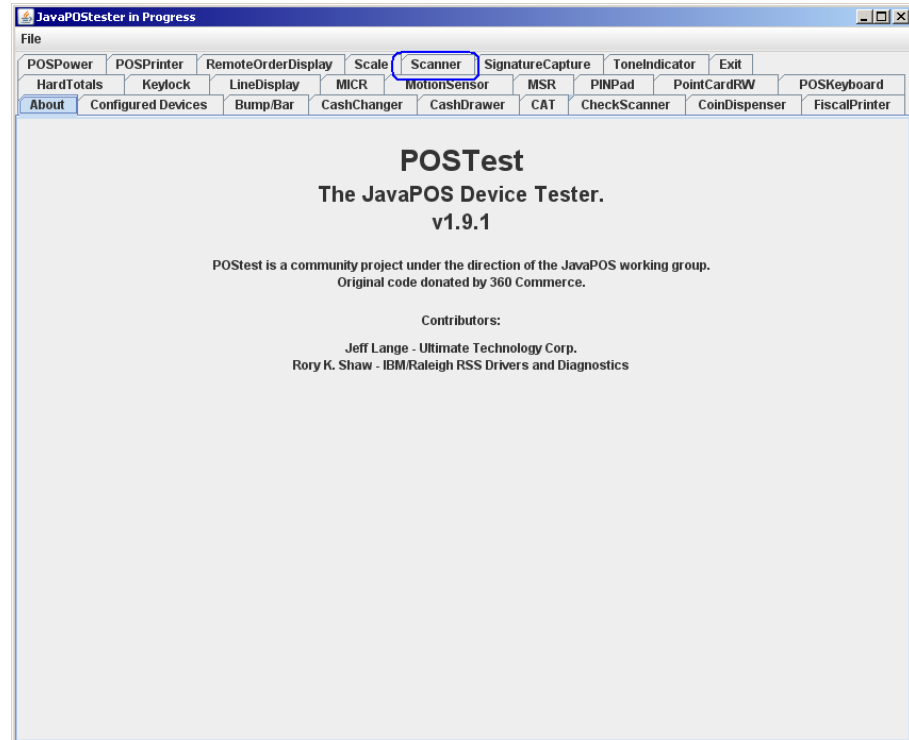 JavaPOStester in Progress
File
POSPower POSPrinter RemoteOrderDisplay Scale Scanner SignatureCapture ToneIndicator Exit
HardTotals Keylock LineDisplay MICR MotionSensor MSR PINPad PointCardRW POSKeyboard
About Configured Devices Bump/Bar CashChanger CashDrawer CAT CheckScanner CoinDispenser FiscalPrinter
POSTest
The JavaPOS Device Tester.
v1.9.1
POStest is a community project under the direction of the JavaPOS working group.
Original code donated by 360 Commerce.
Contributors:
Jeff Lange - Ultimate Technology Corp.
Rory K. Shaw - IBM/Raleigh RSS Drivers and Diagnostics